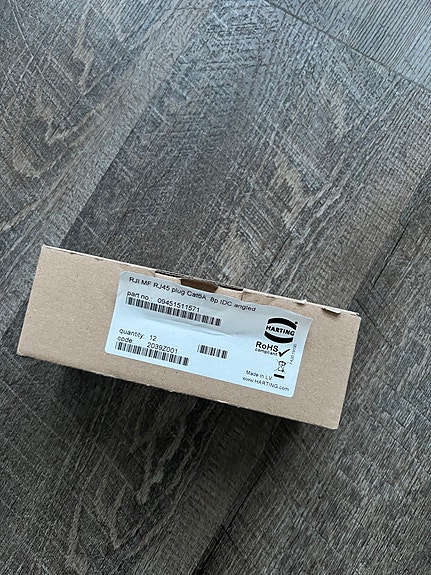 RJI MF RJ45 plug Cat6A, 8p IDC angled
part no.: 09451511571
HARTING
RoHS
compliant
quantity: 12
code: 2039Z001
Made in LV
www.HARTING.com